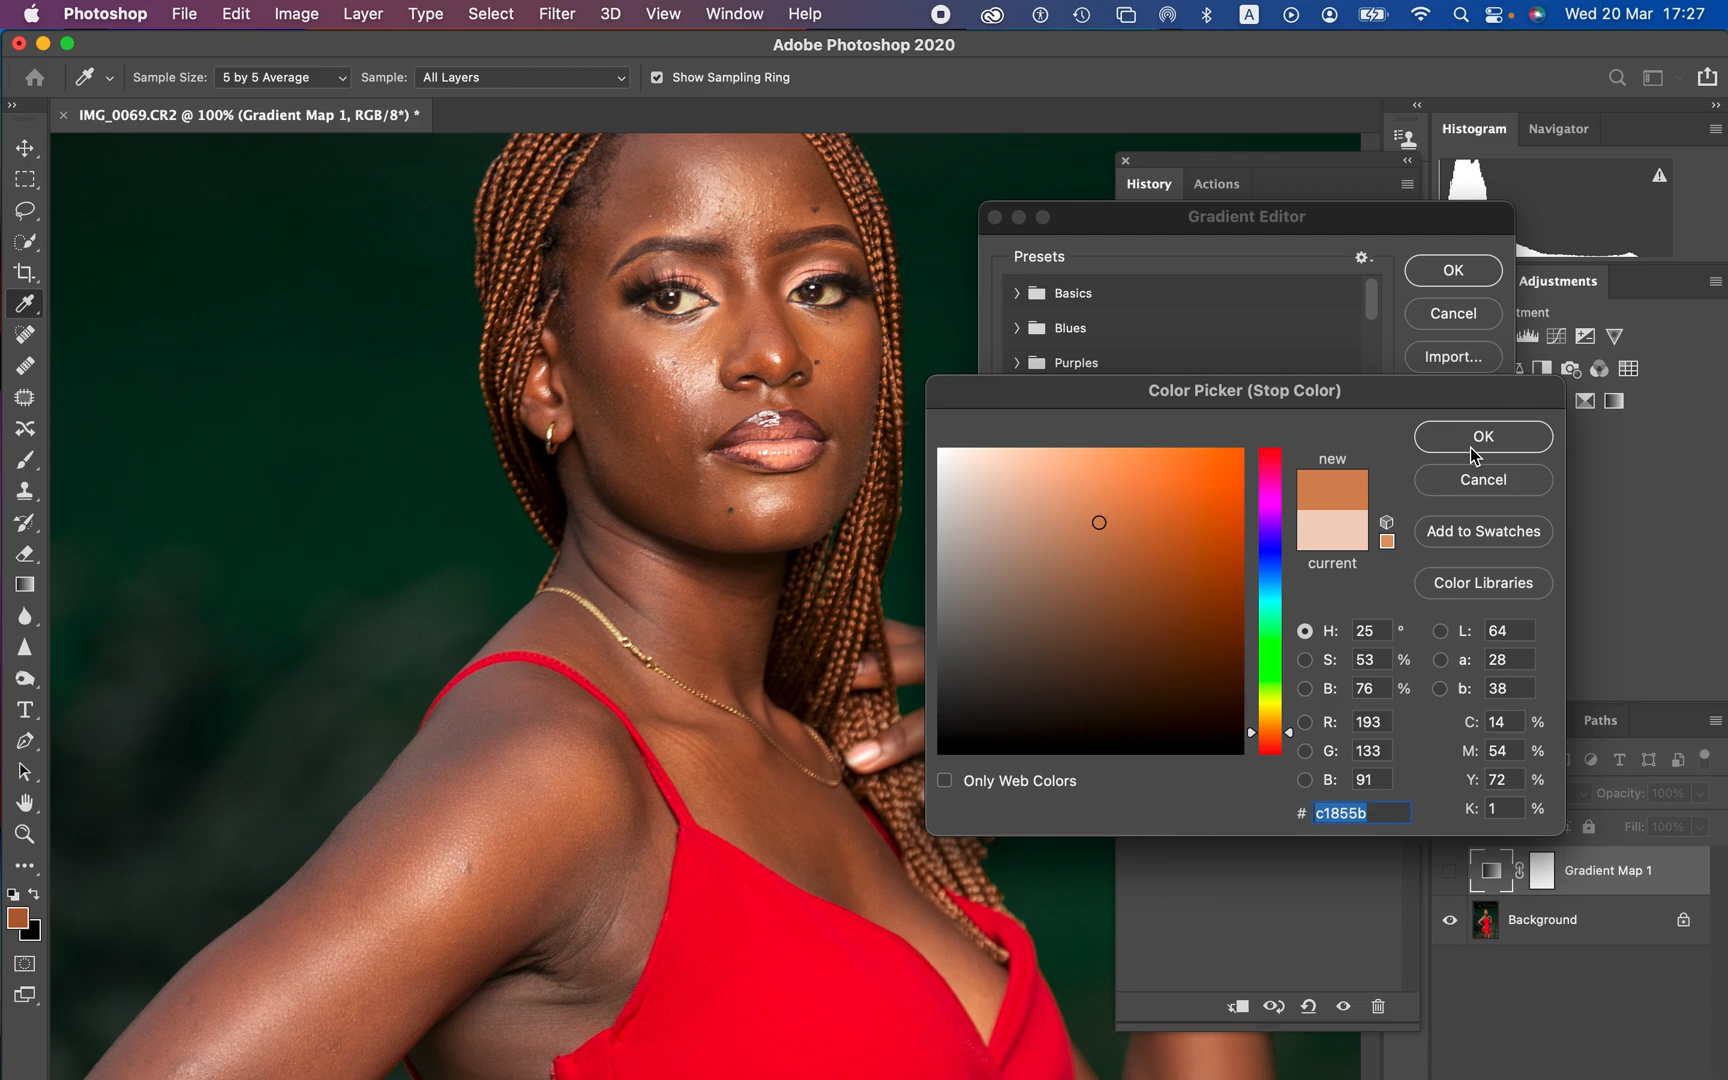 Photoshop File Edit Image Layer Type Select Filter 3D View Window Help A Wed 20 Mar 17:27
Adobe Photoshop 2020
Sample Size: 5 by 5 Average Sample: All Layers Show Sampling Ring
IMG_0069.CR2 @ 100% (Gradient Map 1, RGB/8*) *
Histogram Navigator
History Actions
Gradient Editor
Presets
OK
Basics
Cancel
Blues
Import...
Purples
Adjustments
tment
Color Picker (Stop Color)
OK
new
Cancel
Add to Swatches
current
Color Libraries
H: 25 ° L: 64
S: 53 % a: 28
B: 76 % b: 38
R: 193 C: 14 %
G: 133 M: 54 %
B: 91 Y: 72 %
# c1855b K: 1 %
Only Web Colors
Paths
Opacity: 100%
Fill: 100%
Gradient Map 1
Background